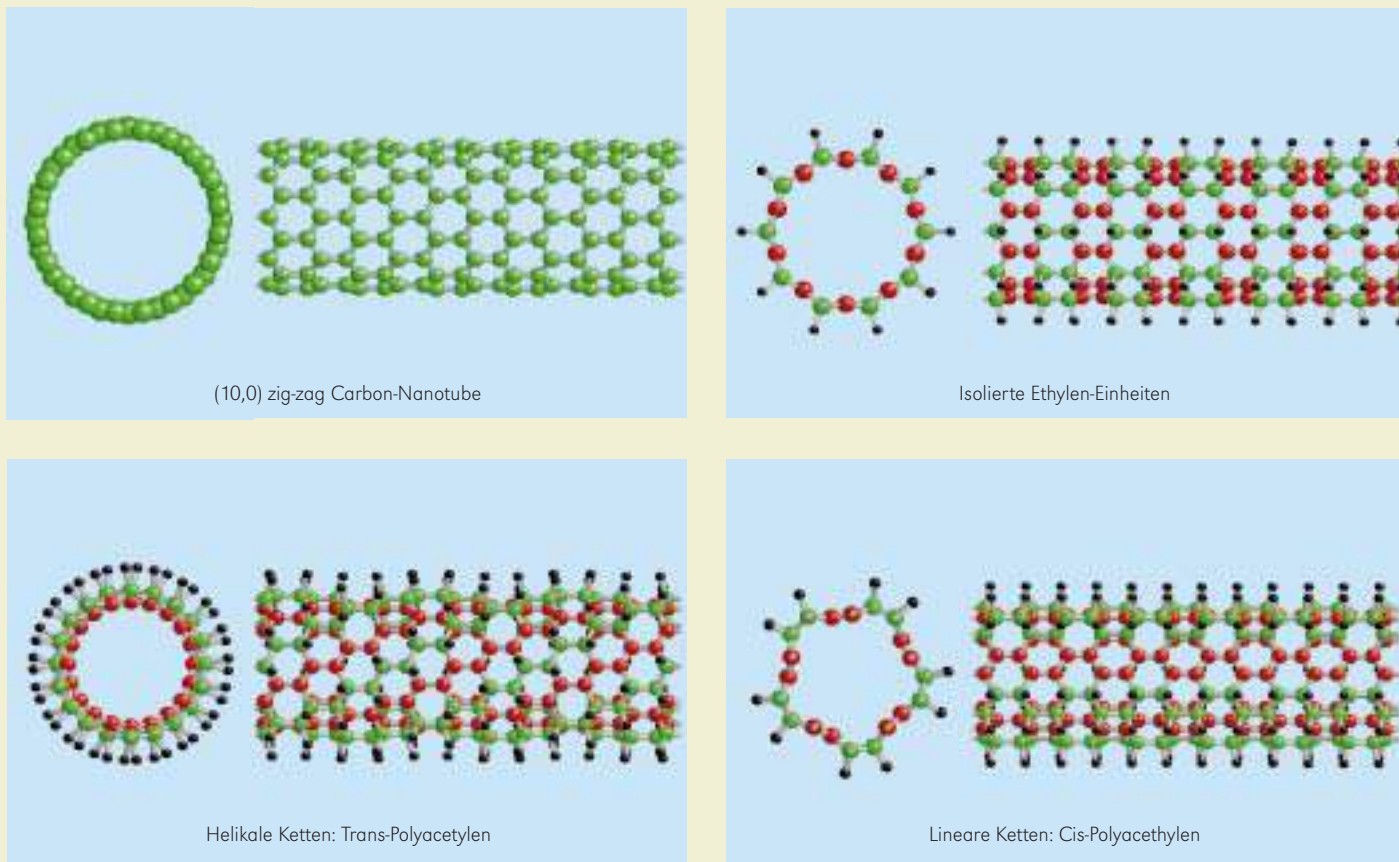 (10,0) zig-zag Carbon-Nanotube
Isolierte Ethylen-Einheiten
Helikale Ketten: Trans-Polyacetylen
Lineare Ketten: Cis-Polyacethylen